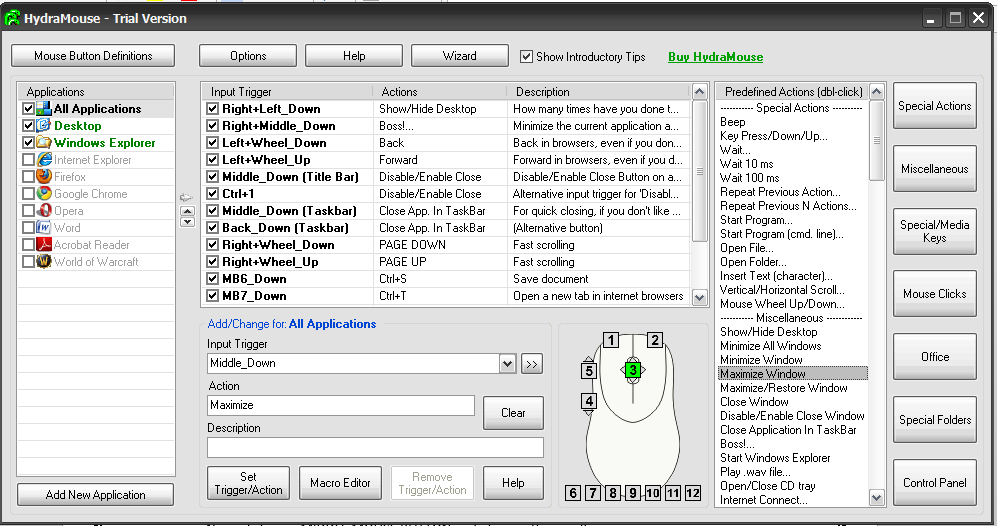 HydraMouse - Trial Version
Mouse Button Definitions
Options
Help
Wizard
Show Introductory Tips
Buy HydraMouse
Applications
All Applications
Desktop
Windows Explorer
Internet Explorer
Firefox
Google Chrome
Opera
Word
Acrobat Reader
World of Warcraft
Add New Application
Input Trigger Actions Description
Right+Left_Down Show/Hide Desktop How many times have you done t...
Right+Middle_Down Boss!... Minimize the current application a...
Left+Wheel_Down Back Back in browsers, even if you don...
Left+Wheel_Up Forward Forward in browsers, even if you d...
Middle_Down (Title Bar) Disable/Enable Close Disable/Enable Close Button on a...
Ctrl+1 Disable/Enable Close Alternative input trigger for 'Disabl...
Middle_Down (Taskbar) Close App. In TaskBar For quick closing, if you don't like ...
Back_Down (Taskbar) Close App. In TaskBar (Alternative button)
Right+Wheel_Down PAGE DOWN Fast scrolling
Right+Wheel_Up PAGE UP Fast scrolling
MB6_Down Ctrl+S Save document
MB7_Down Ctrl+T Open a new tab in internet browsers
Add/Change for: All Applications
Input Trigger
Middle_Down
>>
Action
Maximize
Clear
Description
Set
Trigger/Action
Macro Editor
Remove
Trigger/Action
Help
1 2
3
5
4
6 7 8 9 10 11 12
Predefined Actions (dbl-click)
---------- Special Actions ----------
Beep
Key Press/Down/Up...
Wait...
Wait 10 ms
Wait 100 ms
Repeat Previous Action...
Repeat Previous N Actions...
Start Program...
Start Program (cmd. line)...
Open File...
Open Folder...
Insert Text (character)...
Vertical/Horizontal Scroll...
Mouse Wheel Up/Down...
----------- Miscellaneous -----------
Show/Hide Desktop
Minimize All Windows
Minimize Window
Maximize Window
Maximize/Restore Window
Close Window
Disable/Enable Close Window
Close Application In TaskBar
Boss!...
Start Windows Explorer
Play .wav file...
Open/Close CD tray
Internet Connect...
Special Actions
Miscellaneous
Special/Media
Keys
Mouse Clicks
Office
Special Folders
Control Panel